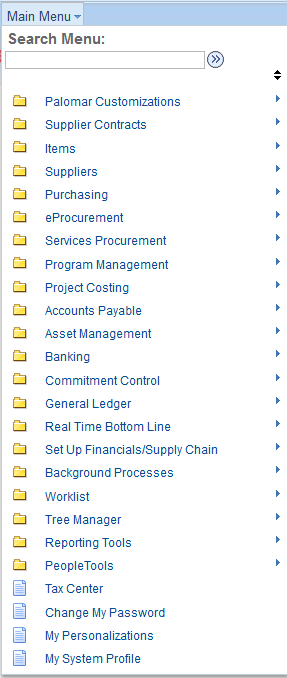 Main Menu
Search Menu:
Palomar Customizations
Supplier Contracts
Items
Suppliers
Purchasing
eProcurement
Services Procurement
Program Management
Project Costing
Accounts Payable
Asset Management
Banking
Commitment Control
General Ledger
Real Time Bottom Line
Set Up Financials/Supply Chain
Background Processes
Worklist
Tree Manager
Reporting Tools
PeopleTools
Tax Center
Change My Password
My Personalizations
My System Profile